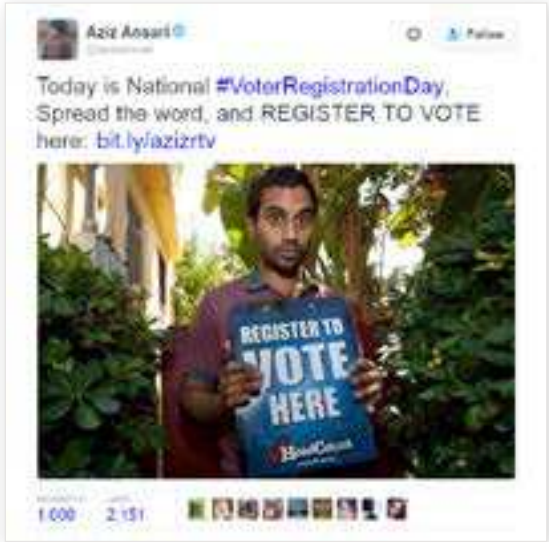 Aziz Ansari
Follow
Today is National #VoterRegistrationDay.
Spread the word, and REGISTER TO VOTE
here: bit.ly/azizrtv
REGISTER TO
VOTE
HERE
HeadCount
1,000 2,151